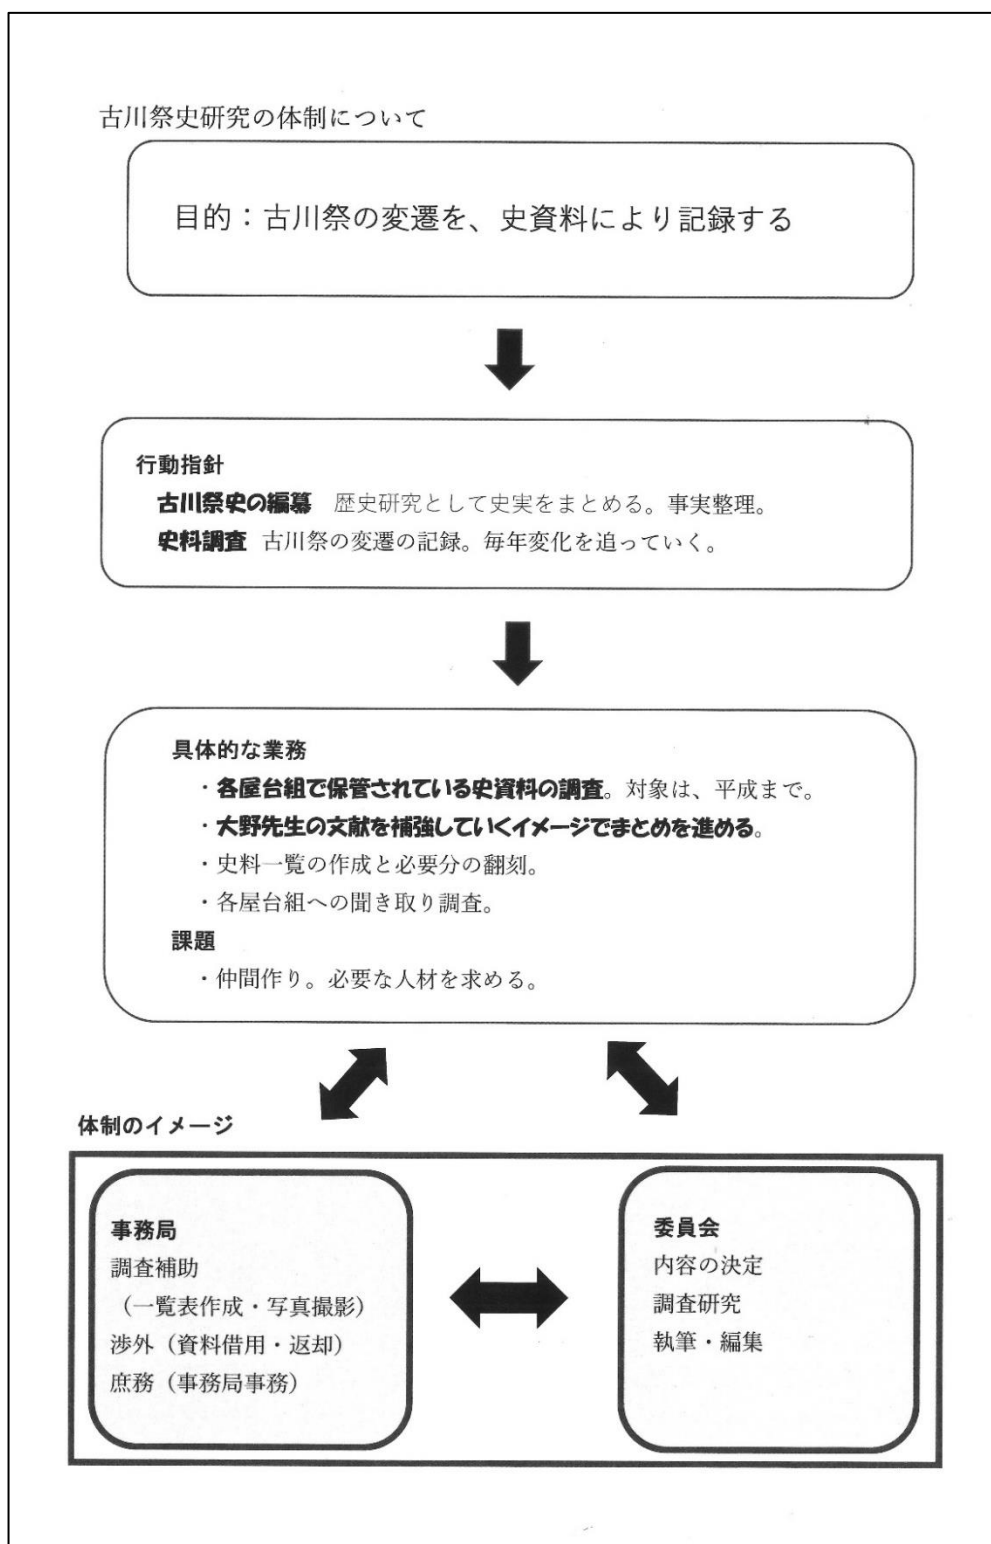 古川祭史研究の体制について
目的：古川祭の変遷を、史資料により記録する
行動指針
古川祭史の編纂　歴史研究として史実をまとめる。事実整理。
史料調査　古川祭の変遷の記録。毎年変化を追っていく。
具体的な業務
・各屋台組で保管されている史資料の調査。対象は、平成まで。
・大野先生の文献を補強していくイメージでまとめを進める。
・史料一覧の作成と必要分の翻刻。
・各屋台組への聞き取り調査。
課題
・仲間作り。必要な人材を求める。
体制のイメージ
事務局
調査補助
（一覧表作成・写真撮影）
渉外（資料借用・返却）
庶務（事務局事務）
委員会
内容の決定
調査研究
執筆・編集